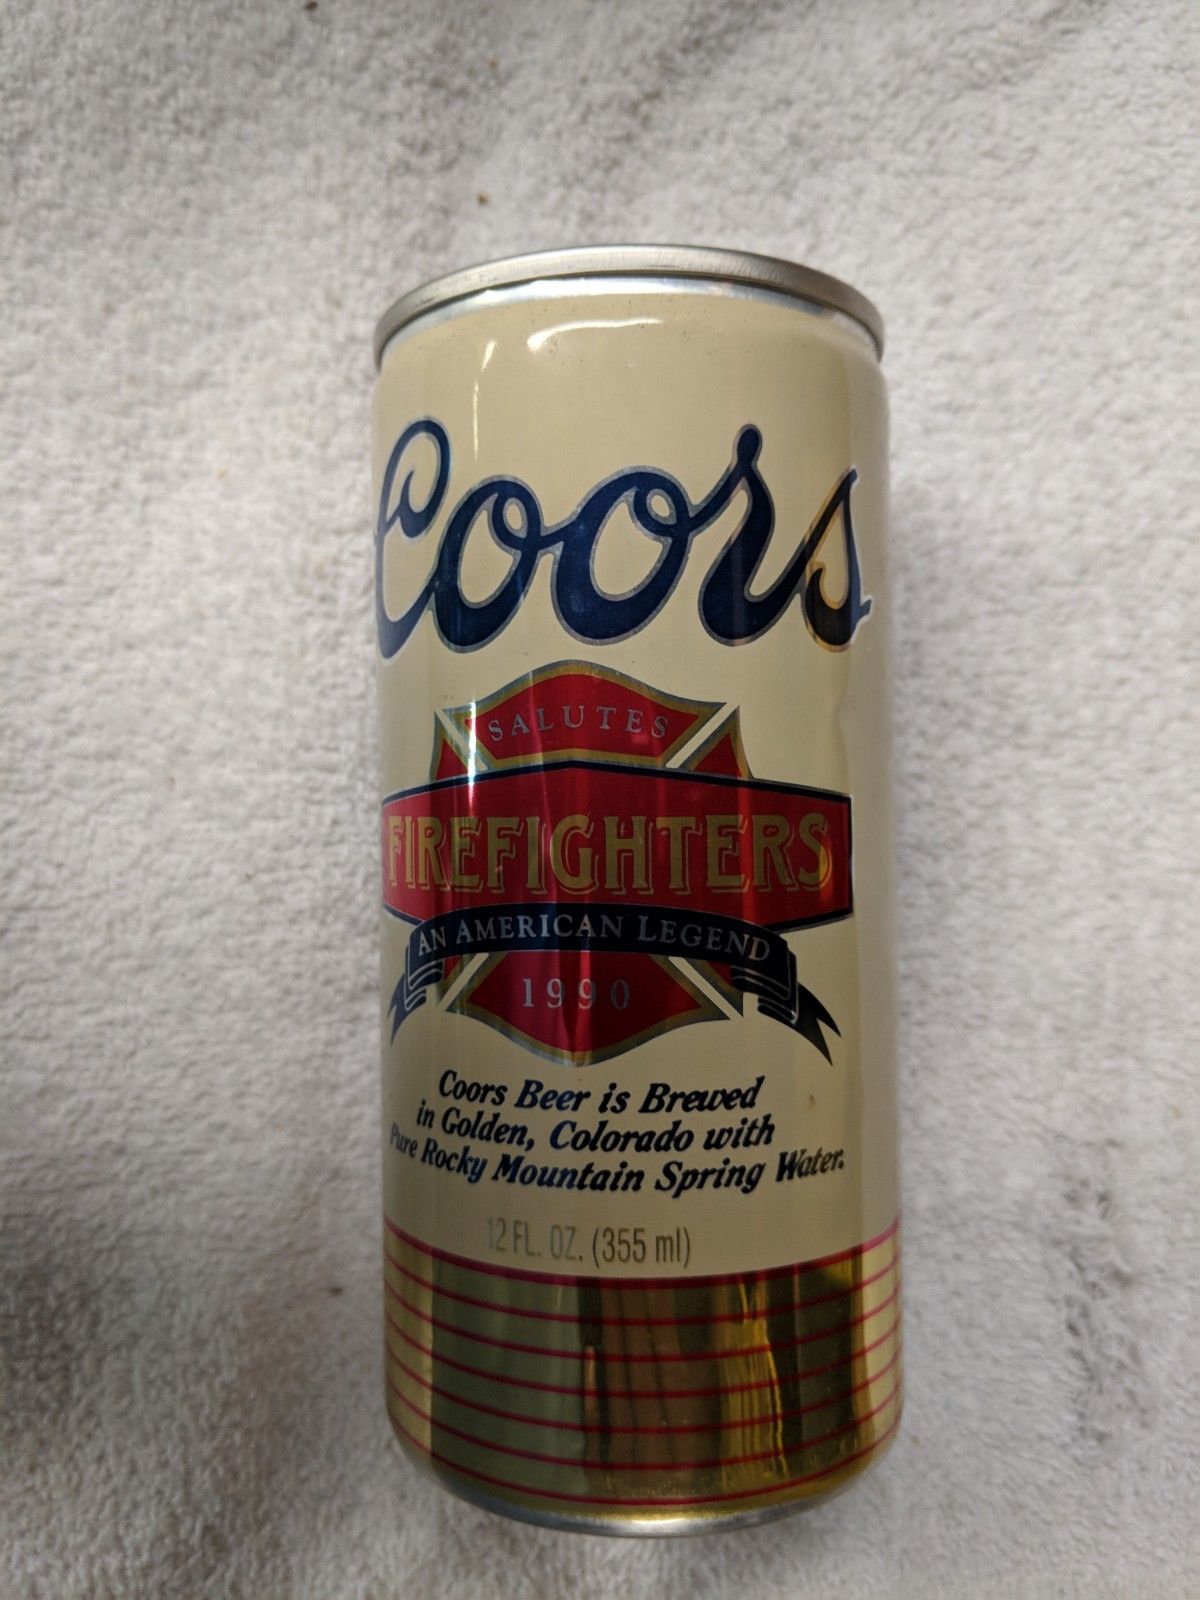 Coors
SALUTES
FIREFIGHTERS
AN AMERICAN LEGEND
1990
Coors Beer is Brewed
in Golden, Colorado with
Pure Rocky Mountain Spring Water.
12 FL. OZ. (355 ml)